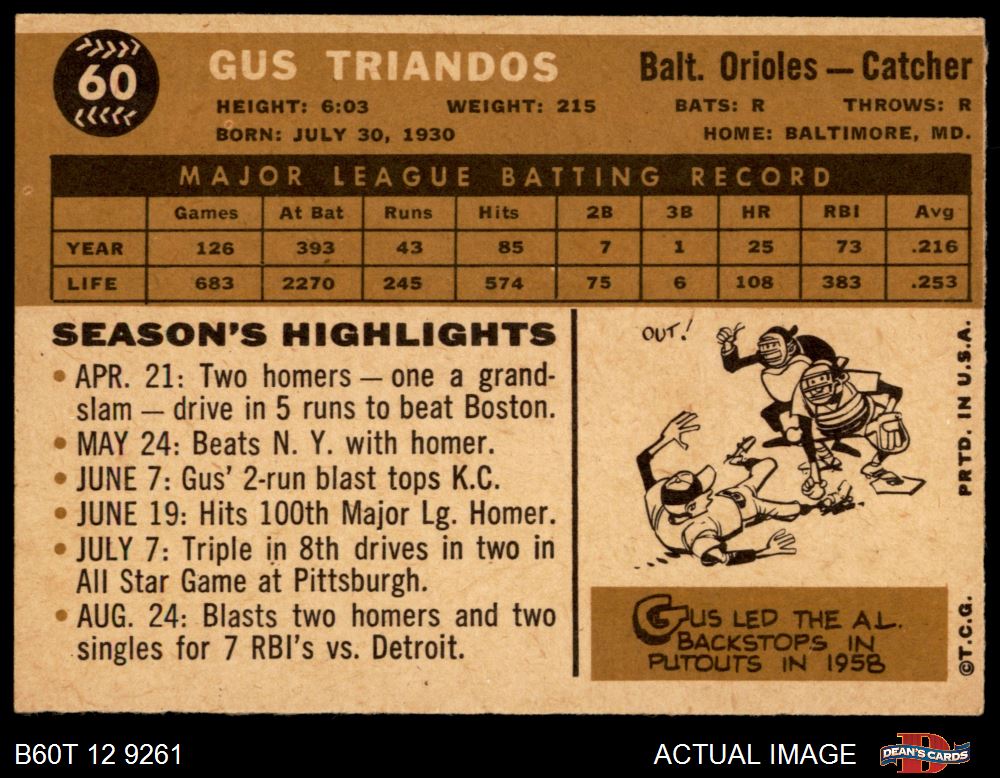 60
GUS TRIANDOS
Balt. Orioles — Catcher
HEIGHT: 6:03 WEIGHT: 215 BATS: R THROWS: R
BORN: JULY 30, 1930 HOME: BALTIMORE, MD.
MAJOR LEAGUE BATTING RECORD
Games At Bat Runs Hits 2B 3B HR RBI Avg
YEAR 126 393 43 85 7 1 25 73 .216
LIFE 683 2270 245 574 75 6 108 383 .253
SEASON'S HIGHLIGHTS
• APR. 21: Two homers — one a grand-
slam — drive in 5 runs to beat Boston.
• MAY 24: Beats N. Y. with homer.
• JUNE 7: Gus' 2-run blast tops K.C.
• JUNE 19: Hits 100th Major Lg. Homer.
• JULY 7: Triple in 8th drives in two in
All Star Game at Pittsburgh.
• AUG. 24: Blasts two homers and two
singles for 7 RBI's vs. Detroit.
OUT!
GUS LED THE A.L.
BACKSTOPS IN
PUTOUTS IN 1958
©T.C.G. PRTD. IN U.S.A.
B60T 12 9261
ACTUAL IMAGE
DEAN'S CARDS